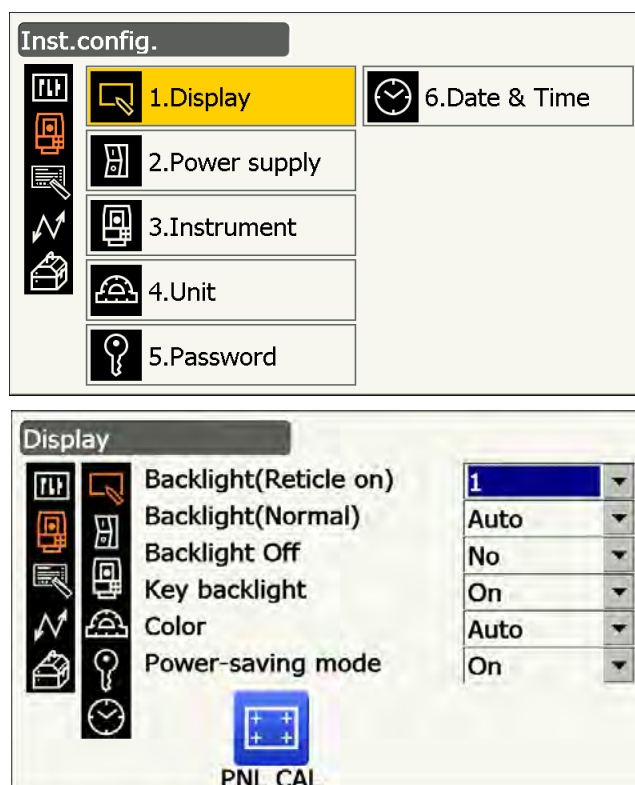 Inst.config.
1.Display
6.Date & Time
2.Power supply
3.Instrument
4.Unit
5.Password
Display
Backlight(Reticle on) 1
Backlight(Normal) Auto
Backlight Off No
Key backlight On
Color Auto
Power-saving mode On
PNL CAL